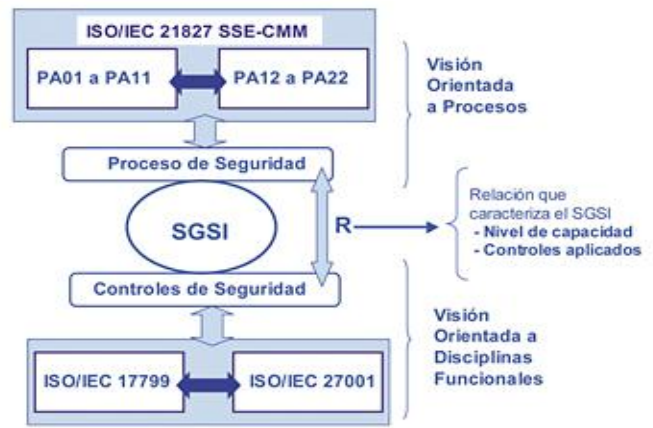 ISO/IEC 21827 SSE-CMM
PA01 a PA11
PA12 a PA22
Visión
Orientada
a Procesos
Proceso de Seguridad
SGSI
R
Relación que
caracteriza el SGSI
- Nivel de capacidad
- Controles aplicados
Controles de Seguridad
Visión
Orientada a
Disciplinas
Funcionales
ISO/IEC 17799
ISO/IEC 27001